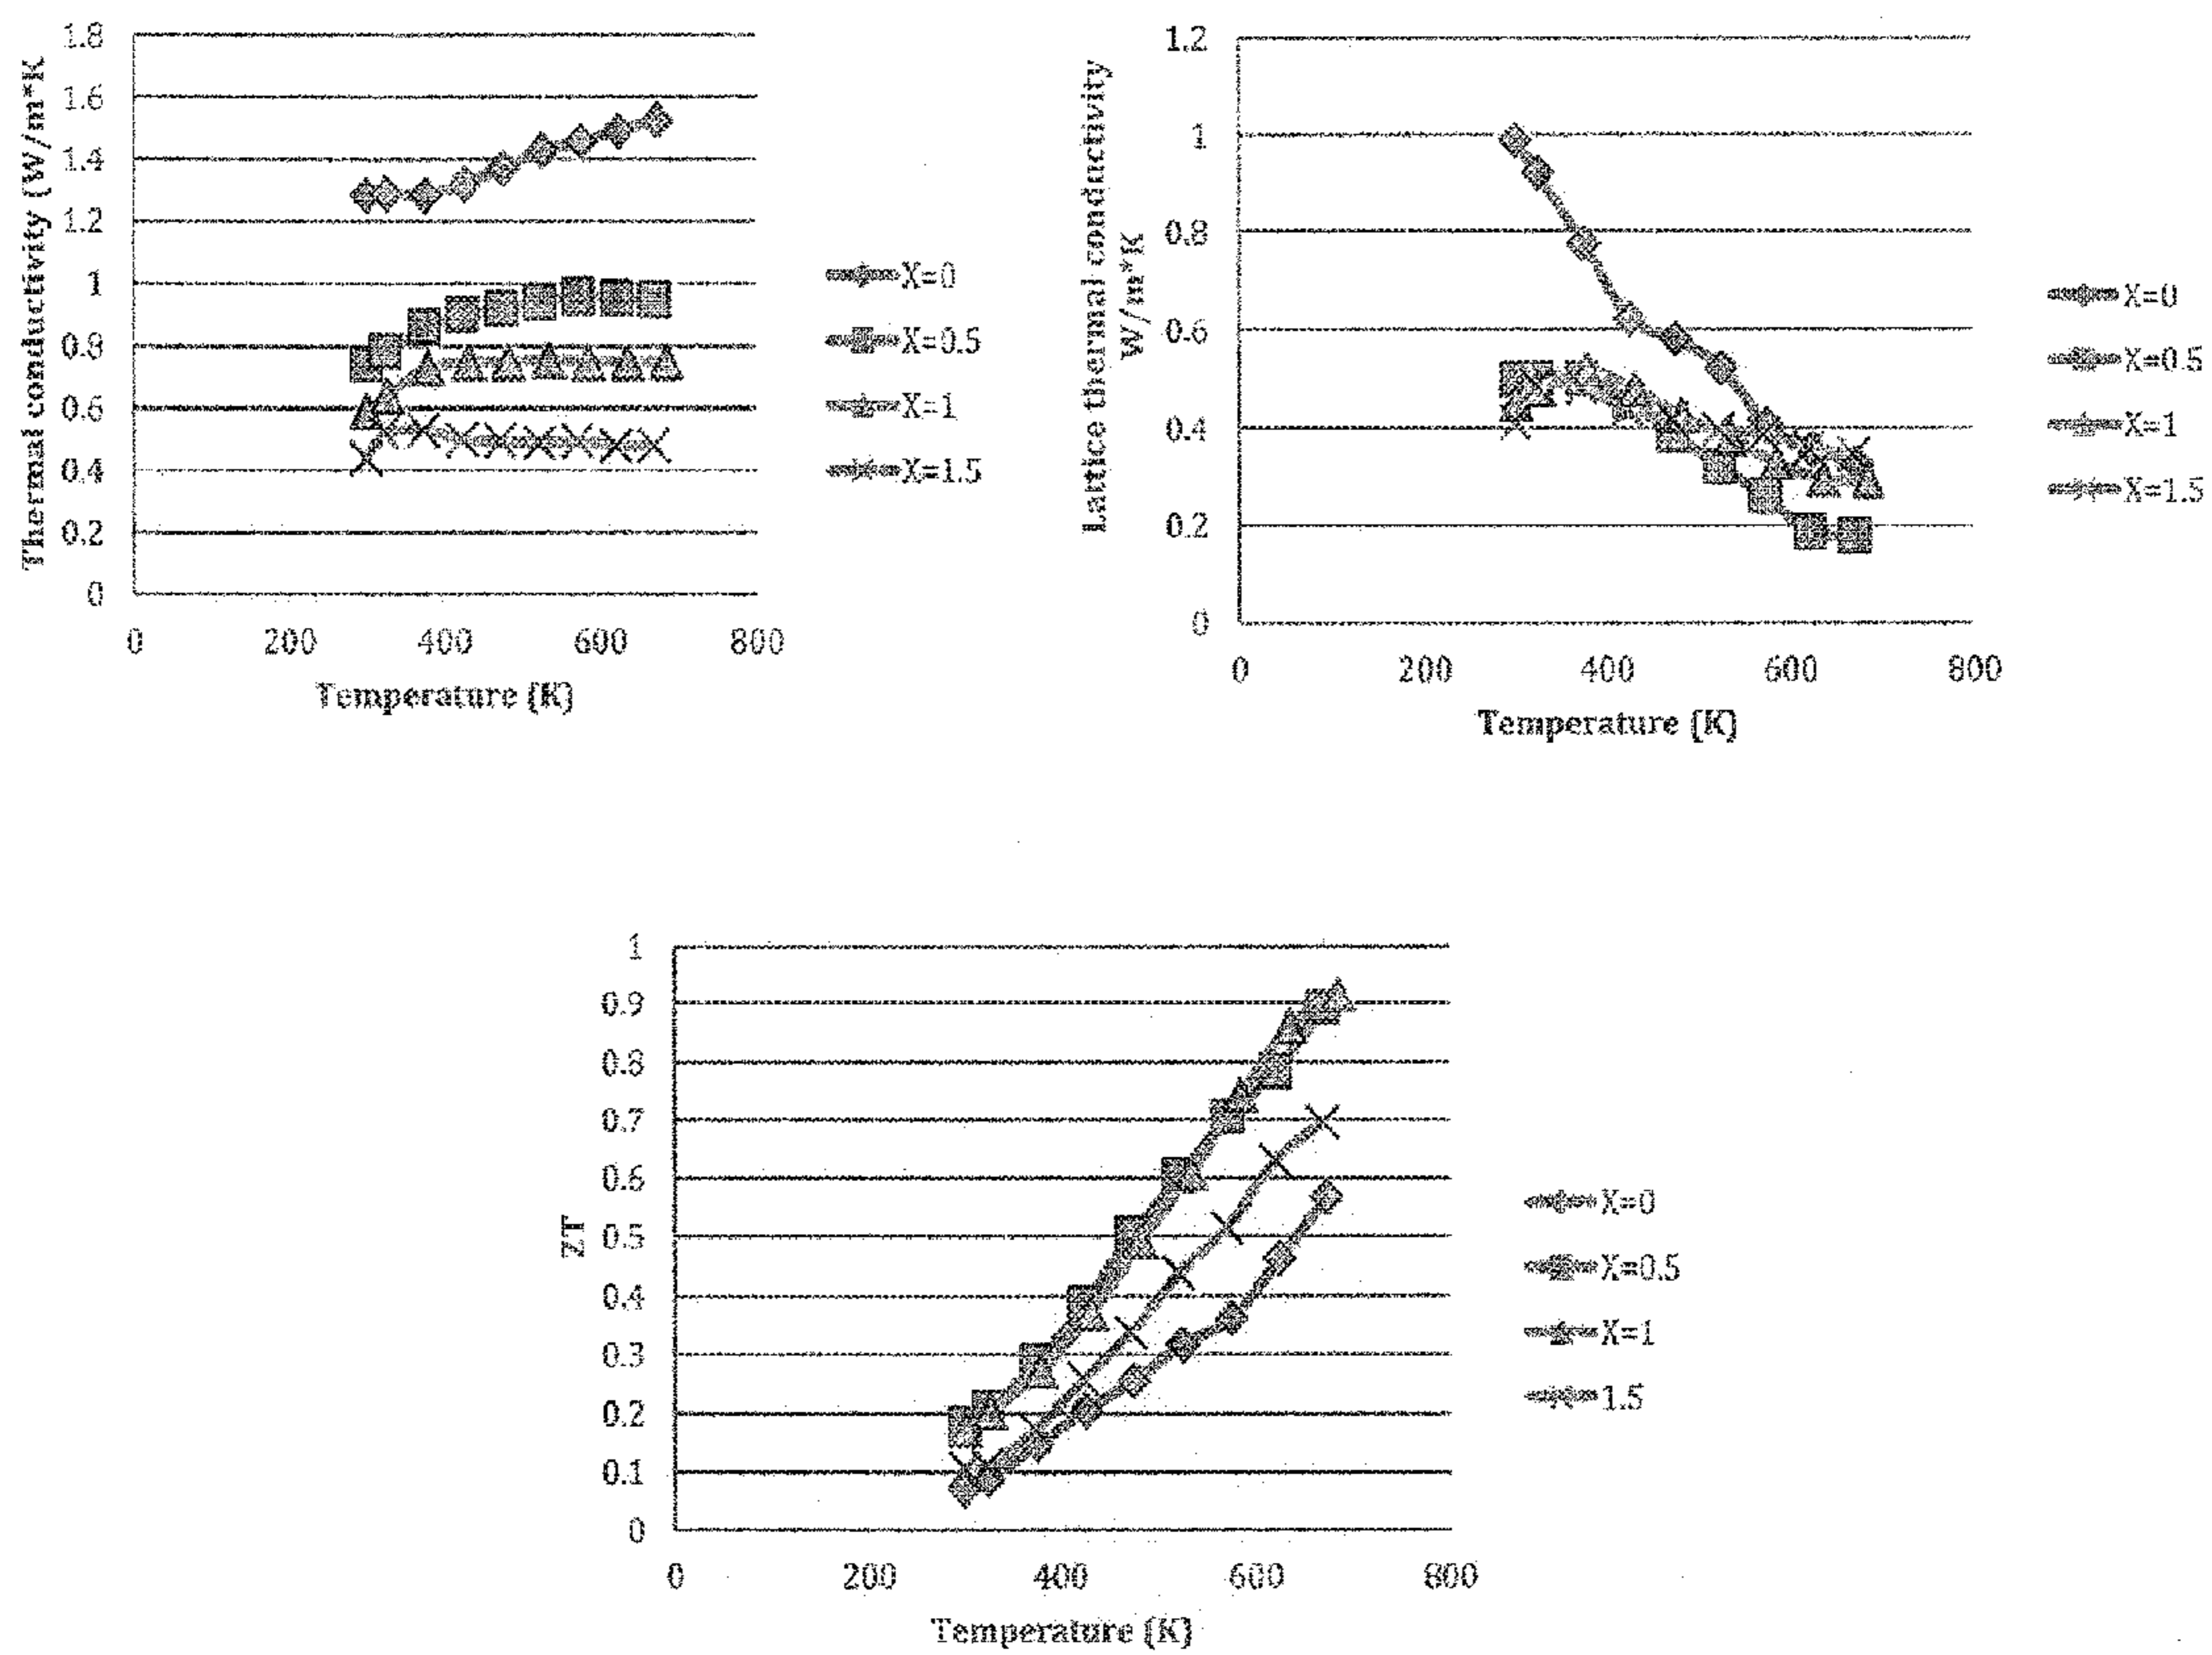 Thermal conductivity (W/m*K
1.8
1.6
1.4
1.2
1
0.8
0.6
0.4
0.2
0
0 200 400 600 800
Temperature (K)
X=0
X=0.5
X=1
X=1.5
Lattice thermal conductivity
W/m*K
1.2
1
0.8
0.6
0.4
0.2
0
0 200 400 600 800
Temperature (K)
X=0
X=0.5
X=1
X=1.5
ZT
1
0.9
0.8
0.7
0.6
0.5
0.4
0.3
0.2
0.1
0
0 200 400 600 800
Temperature (K)
X=0
X=0.5
X=1
1.5